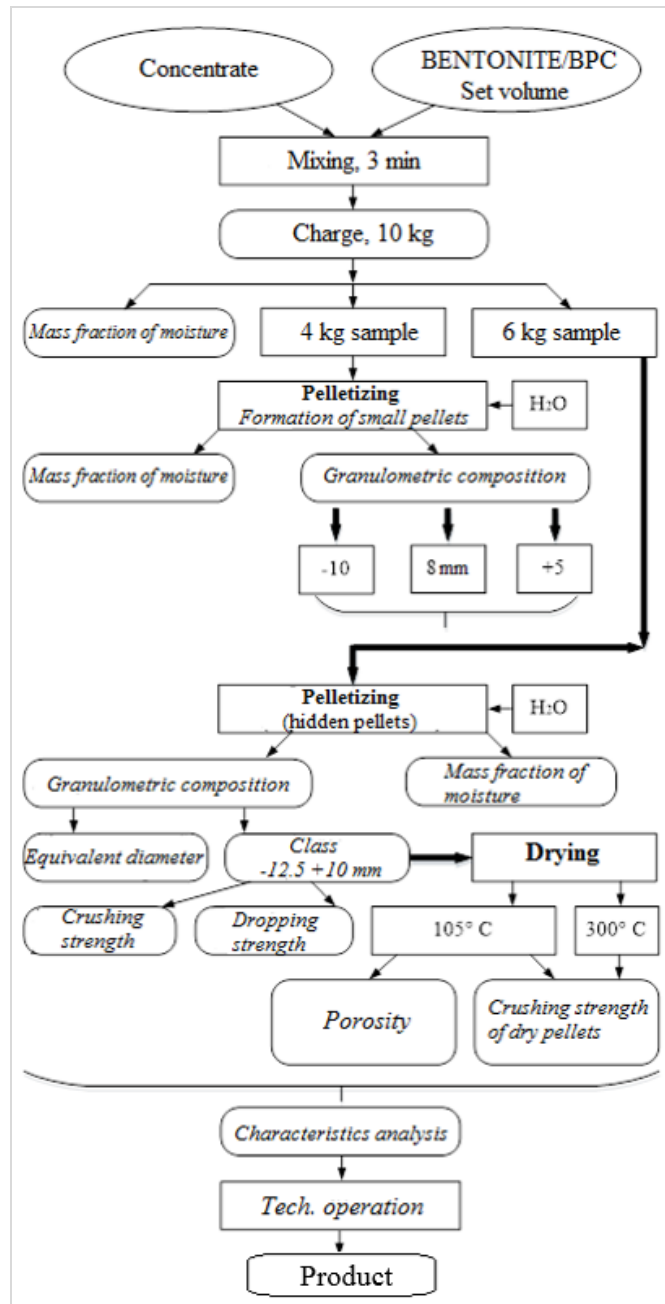 Concentrate
BENTONITE/BPC
Set volume
Mixing, 3 min
Charge, 10 kg
Mass fraction of moisture
4 kg sample
6 kg sample
Pelletizing
Formation of small pellets
H₂O
Mass fraction of moisture
Granulometric composition
-10
8 mm
+5
Pelletizing
(hidden pellets)
H₂O
Granulometric composition
Mass fraction of
moisture
Equivalent diameter
Class
-12.5 +10 mm
Drying
Crushing
strength
Dropping
strength
105° C
300° C
Porosity
Crushing strength
of dry pellets
Characteristics analysis
Tech. operation
Product